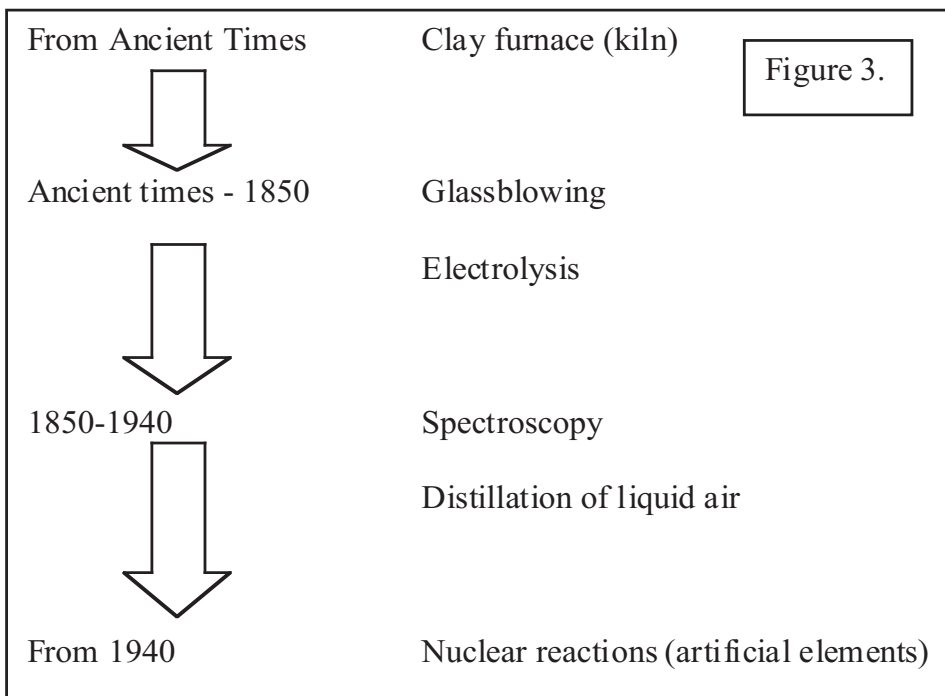 From Ancient Times Clay furnace (kiln)
Figure 3.
Ancient times - 1850 Glassblowing
Electrolysis
1850-1940 Spectroscopy
Distillation of liquid air
From 1940 Nuclear reactions (artificial elements)